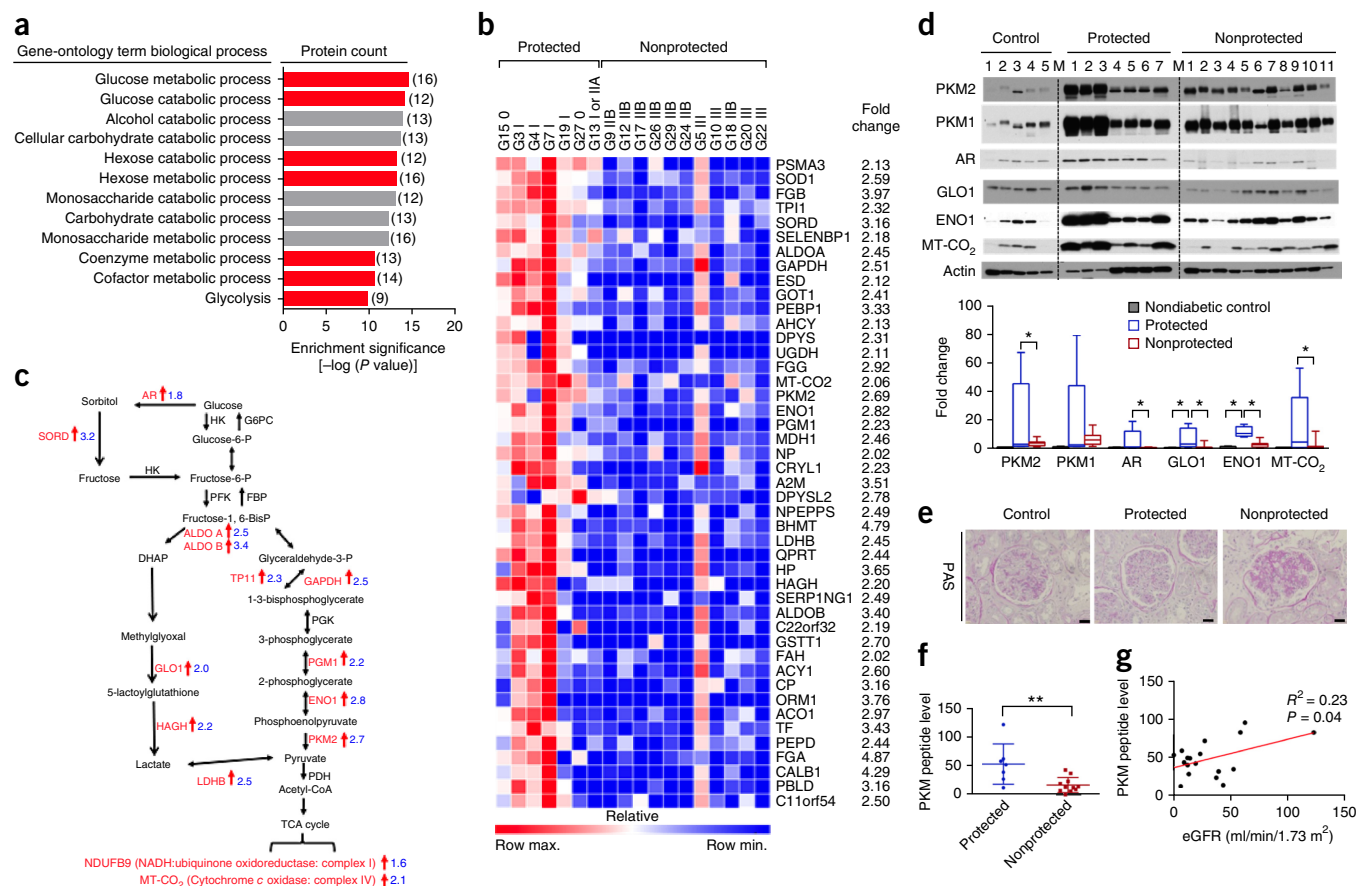 a
Gene-ontology term biological process Protein count
Glucose metabolic process (16)
Glucose catabolic process (12)
Alcohol catabolic process (13)
Cellular carbohydrate catabolic process (13)
Hexose catabolic process (12)
Hexose metabolic process (16)
Monosaccharide catabolic process (12)
Carbohydrate catabolic process (13)
Monosaccharide metabolic process (16)
Coenzyme metabolic process (13)
Cofactor metabolic process (14)
Glycolysis (9)
0 5 10 15 20
Enrichment significance
[–log (P value)]
b
Protected Nonprotected
G15 0
G3 I
G4 I
G7 I
G19 I
G27 0
G13 I or IIA
G9 IIB
G12 IIB
G17 IIB
G26 IIB
G29 IIB
G24 IIB
G5 III
G10 III
G18 IIB
G20 III
G22 III
Fold
change
PSMA3 2.13
SOD1 2.59
FGB 3.97
TPI1 2.32
SORD 3.16
SELENBP1 2.18
ALDOA 2.45
GAPDH 2.51
ESD 2.12
GOT1 2.41
PEBP1 3.33
AHCY 2.13
DPYS 2.31
UGDH 2.11
FGG 2.92
MT-CO2 2.06
PKM2 2.69
ENO1 2.82
PGM1 2.23
MDH1 2.46
NP 2.02
CRYL1 2.23
A2M 3.51
DPYSL2 2.78
NPEPPS 2.49
BHMT 4.79
LDHB 2.45
QPRT 2.44
HP 3.65
HAGH 2.20
SERP1NG1 2.49
ALDOB 3.40
C22orf32 2.19
GSTT1 2.70
FAH 2.02
ACY1 2.60
CP 3.16
ORM1 3.76
ACO1 2.97
TF 3.43
PEPD 2.44
FGA 4.87
CALB1 4.29
PBLD 3.16
C11orf54 2.50
Relative
Row max. Row min.
c
Sorbitol AR 1.8 Glucose
HK G6PC
SORD 3.2
Glucose-6-P
Fructose HK Fructose-6-P
PFK FBP
Fructose-1, 6-BisP
ALDO A 2.5
ALDO B 3.4
DHAP Glyceraldehyde-3-P
TP11 2.3 GAPDH 2.5
1-3-bisphosphoglycerate
PGK
Methylglyoxal 3-phosphoglycerate
GLO1 2.0 PGM1 2.2
5-lactoylglutathione 2-phosphoglycerate
ENO1 2.8
HAGH 2.2 Phosphoenolpyruvate
PKM2 2.7
Lactate Pyruvate
LDHB 2.5 PDH
Acetyl-CoA
TCA cycle
NDUFB9 (NADH:ubiquinone oxidoreductase: complex I) 1.6
MT-CO2 (Cytochrome c oxidase: complex IV) 2.1
d
Control Protected Nonprotected
1 2 3 4 5 M 1 2 3 4 5 6 7 M 1 2 3 4 5 6 7 8 9 10 11
PKM2
PKM1
AR
GLO1
ENO1
MT-CO2
Actin
Fold change
100
80
60
40
20
0
Nondiabetic control
Protected
Nonprotected
* * * * * * *
PKM2 PKM1 AR GLO1 ENO1 MT-CO2
e
Control Protected Nonprotected
PAS
f
PKM peptide level
150
100
50
0
**
Protected Nonprotected
g
PKM peptide level
150
100
50
0
R² = 0.23
P = 0.04
0 50 100 150
eGFR (ml/min/1.73 m²)